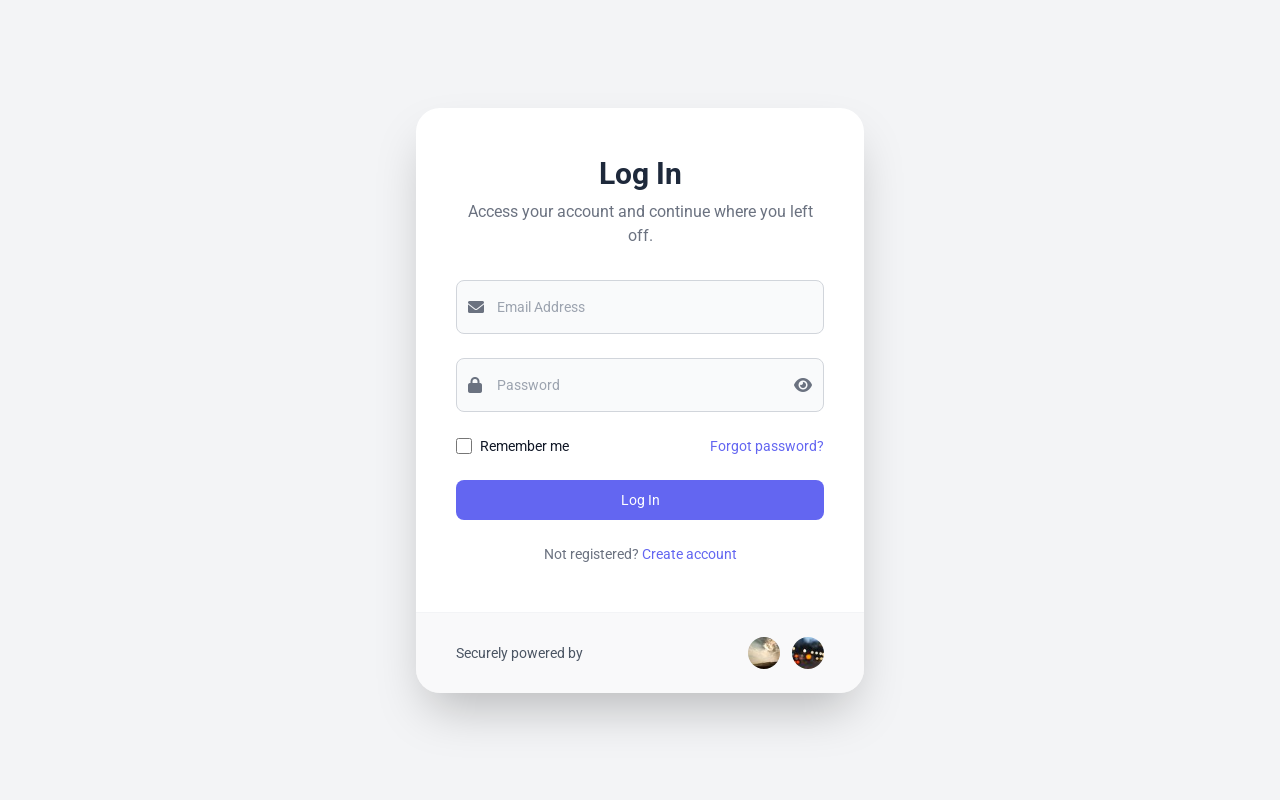 Log In
Access your account and continue where you left
off.
Email Address
Password
Remember me
Forgot password?
Log In
Not registered? Create account
Securely powered by